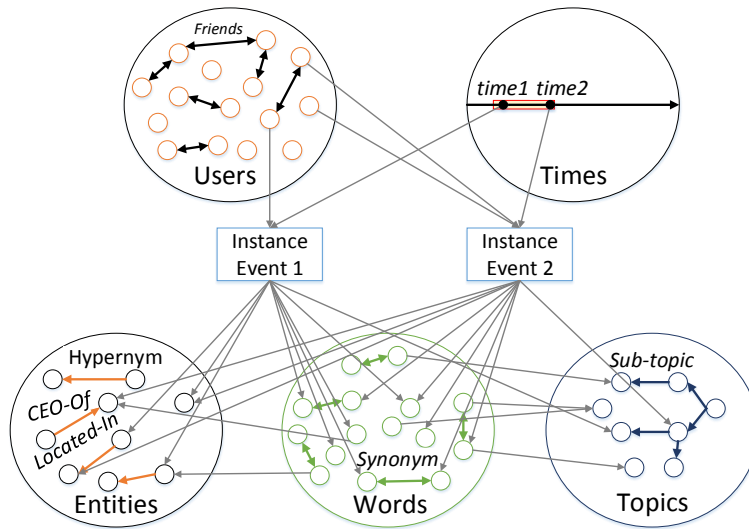 Friends
time1 time2
Users
Times
Instance
Event 1
Instance
Event 2
Hypernym
CEO-Of
Located-In
Entities
Synonym
Words
Sub-topic
Topics